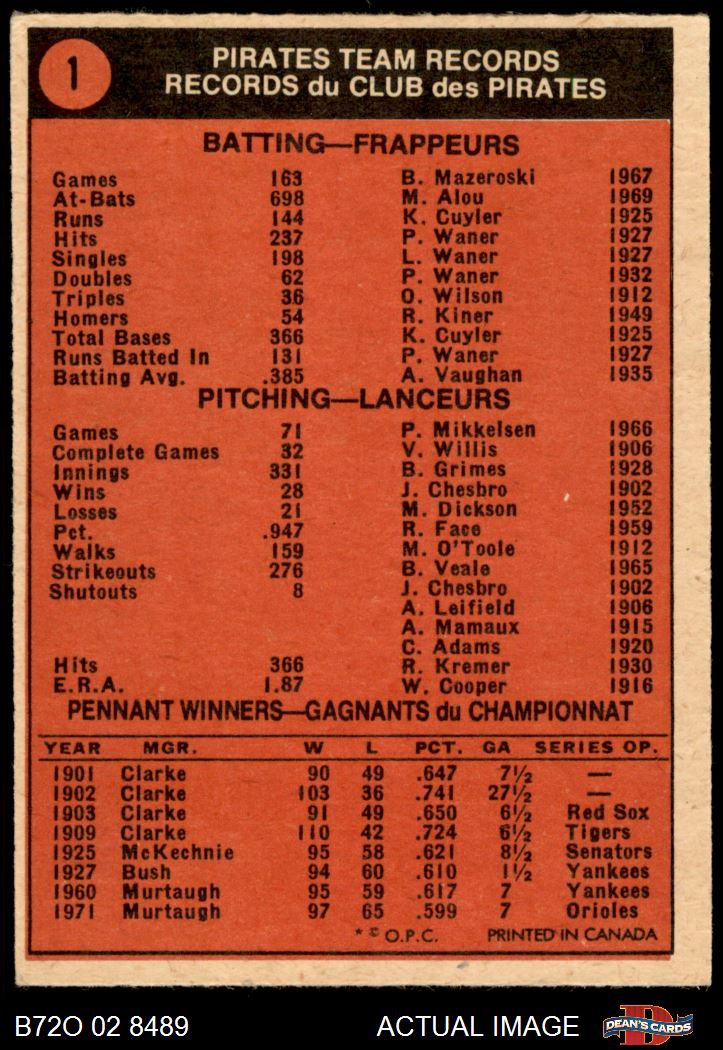 1
PIRATES TEAM RECORDS
RECORDS du CLUB des PIRATES
BATTING—FRAPPEURS
Games 163 B. Mazeroski 1967
At-Bats 698 M. Alou 1969
Runs 144 K. Cuyler 1925
Hits 237 P. Waner 1927
Singles 198 L. Waner 1927
Doubles 62 P. Waner 1932
Triples 36 O. Wilson 1912
Homers 54 R. Kiner 1949
Total Bases 366 K. Cuyler 1925
Runs Batted In 131 P. Waner 1927
Batting Avg. .385 A. Vaughan 1935
PITCHING—LANCEURS
Games 71 P. Mikkelsen 1966
Complete Games 32 V. Willis 1906
Innings 331 B. Grimes 1928
Wins 28 J. Chesbro 1902
Losses 21 M. Dickson 1952
Pct. .947 R. Face 1959
Walks 159 M. O'Toole 1912
Strikeouts 276 B. Veale 1965
Shutouts 8 J. Chesbro 1902
A. Leifield 1906
A. Mamaux 1915
C. Adams 1920
Hits 366 R. Kremer 1930
E.R.A. 1.87 W. Cooper 1916
PENNANT WINNERS—GAGNANTS du CHAMPIONNAT
YEAR MGR. W L PCT. GA SERIES OP.
1901 Clarke 90 49 .647 7½ —
1902 Clarke 103 36 .741 27½ —
1903 Clarke 91 49 .650 6½ Red Sox
1909 Clarke 110 42 .724 6½ Tigers
1925 McKechnie 95 58 .621 8½ Senators
1927 Bush 94 60 .610 1½ Yankees
1960 Murtaugh 95 59 .617 7 Yankees
1971 Murtaugh 97 65 .599 7 Orioles
* © O.P.C. PRINTED IN CANADA
B72O 02 8489 ACTUAL IMAGE D DEAN'S CARDS